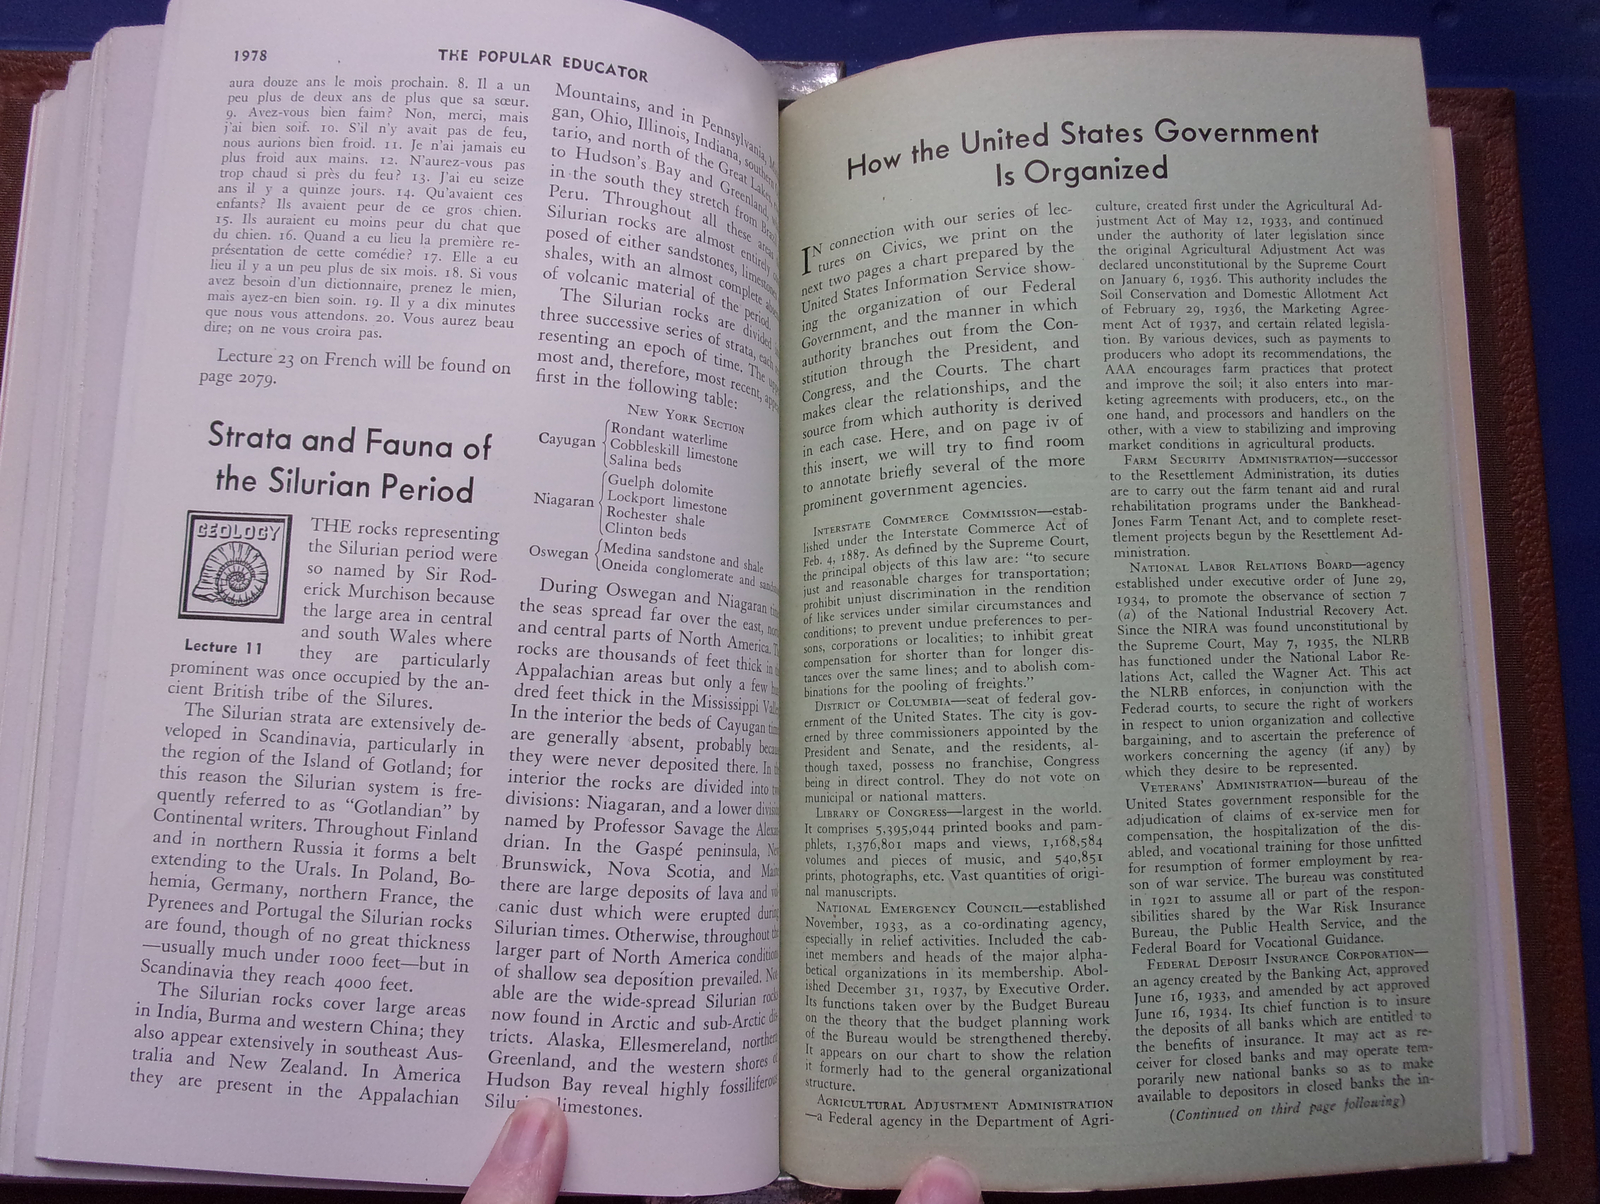 1978
THE POPULAR EDUCATOR
aura douze ans le mois prochain. 8. Il a un
peu plus de deux ans de plus que sa sœur.
9. Avez-vous bien faim? Non, merci, mais
j'ai bien soif. 10. S'il n'y avait pas de feu,
nous aurions bien froid. 11. Je n'ai jamais eu
plus froid aux mains. 12. N'aurez-vous pas
trop chaud si près du feu? 13. J'ai eu seize
ans il y a quinze jours. 14. Qu'avaient ces
enfants? Ils avaient peur de ce gros chien.
15. Ils auraient eu moins peur du chat que
du chien. 16. Quand a eu lieu la première re-
présentation de cette comédie? 17. Elle a eu
lieu il y a un peu plus de six mois. 18. Si vous
avez besoin d'un dictionnaire, prenez le mien,
mais ayez-en bien soin. 19. Il y a dix minutes
que nous vous attendons. 20. Vous aurez beau
dire; on ne vous croira pas.
Lecture 23 on French will be found on
page 2079.
Strata and Fauna of
the Silurian Period
GEOLOGY
Lecture 11
THE rocks representing
the Silurian period were
so named by Sir Rod-
erick Murchison because
the large area in central
and south Wales where
they are particularly
prominent was once occupied by the an-
cient British tribe of the Silures.
The Silurian strata are extensively de-
veloped in Scandinavia, particularly in
the region of the Island of Gotland; for
this reason the Silurian system is fre-
quently referred to as "Gotlandian" by
Continental writers. Throughout Finland
and in northern Russia it forms a belt
extending to the Urals. In Poland, Bo-
hemia, Germany, northern France, the
Pyrenees and Portugal the Silurian rocks
are found, though of no great thickness
—usually much under 1000 feet—but in
Scandinavia they reach 4000 feet.
The Silurian rocks cover large areas
in India, Burma and western China; they
also appear extensively in southeast Aus-
tralia and New Zealand. In America
they are present in the Appalachian
Mountains, and in Pennsylvania,
gan, Ohio, Illinois, Indiana, southern
tario, and north of the Great Lakes,
to Hudson's Bay and Greenland,
in the south they stretch from
Peru. Throughout all these areas
Silurian rocks are almost entirely
posed of either sandstones, limestones
shales, with an almost complete
of volcanic material of the period.
The Silurian rocks are divided
three successive series of strata, each
resenting an epoch of time. The
most and, therefore, most recent,
first in the following table:
NEW YORK SECTION
Cayugan { Rondant waterlime
Cobbleskill limestone
Salina beds
Niagaran { Guelph dolomite
Lockport limestone
Rochester shale
Clinton beds
Oswegan { Medina sandstone and shale
Oneida conglomerate and
During Oswegan and Niagaran
the seas spread far over the east,
and central parts of North America.
rocks are thousands of feet thick in
Appalachian areas but only a few
dred feet thick in the Mississippi
In the interior the beds of Cayugan
are generally absent, probably
they were never deposited there. In
interior the rocks are divided into
divisions: Niagaran, and a lower
named by Professor Savage the
drian. In the Gaspé peninsula,
Brunswick, Nova Scotia, and
there are large deposits of lava and
canic dust which were erupted during
Silurian times. Otherwise, throughout
larger part of North America
of shallow sea deposition prevailed.
able are the wide-spread Silurian
now found in Arctic and sub-Arctic
tricts. Alaska, Ellesmereland, northern
Greenland, and the western shores
Hudson Bay reveal highly
limestones.
How the United States Government
Is Organized
IN connection with our series of lec-
tures on Civics, we print on the
next two pages a chart prepared by the
United States Information Service show-
ing the organization of our Federal
Government, and the manner in which
authority branches out from the Con-
stitution through the President, and
Congress, and the Courts. The chart
makes clear the relationships, and the
source from which authority is derived
in each case. Here, and on page iv of
this insert, we will try to find room
to annotate briefly several of the more
prominent government agencies.
INTERSTATE COMMERCE COMMISSION—estab-
lished under the Interstate Commerce Act of
Feb. 4, 1887. As defined by the Supreme Court,
the principal objects of this law are: "to secure
just and reasonable charges for transportation;
prohibit unjust discrimination in the rendition
of like services under similar circumstances and
conditions; to prevent undue preferences to per-
sons, corporations or localities; to inhibit great
compensation for shorter than for longer dis-
tances over the same lines; and to abolish com-
binations for the pooling of freights."
DISTRICT OF COLUMBIA—seat of federal gov-
ernment of the United States. The city is gov-
erned by three commissioners appointed by the
President and Senate, and the residents, al-
though taxed, possess no franchise, Congress
being in direct control. They do not vote on
municipal or national matters.
LIBRARY OF CONGRESS—largest in the world.
It comprises 5,395,044 printed books and pam-
phlets, 1,376,801 maps and views, 1,168,584
volumes and pieces of music, and 540,851
prints, photographs, etc. Vast quantities of origi-
nal manuscripts.
NATIONAL EMERGENCY COUNCIL—established
November, 1933, as a co-ordinating agency,
especially in relief activities. Included the cab-
inet members and heads of the major alpha-
betical organizations in its membership. Abol-
ished December 31, 1937, by Executive Order.
Its functions taken over by the Budget Bureau
on the theory that the budget planning work
of the Bureau would be strengthened thereby.
It appears on our chart to show the relation
it formerly had to the general organizational
structure.
AGRICULTURAL ADJUSTMENT ADMINISTRATION
—a Federal agency in the Department of Agri-
culture, created first under the Agricultural Ad-
justment Act of May 12, 1933, and continued
under the authority of later legislation since
the original Agricultural Adjustment Act was
declared unconstitutional by the Supreme Court
on January 6, 1936. This authority includes the
Soil Conservation and Domestic Allotment Act
of February 29, 1936, the Marketing Agree-
ment Act of 1937, and certain related legisla-
tion. By various devices, such as payments to
producers who adopt its recommendations, the
AAA encourages farm practices that protect
and improve the soil; it also enters into mar-
keting agreements with producers, etc., on the
one hand, and processors and handlers on the
other, with a view to stabilizing and improving
market conditions in agricultural products.
FARM SECURITY ADMINISTRATION—successor
to the Resettlement Administration, its duties
are to carry out the farm tenant aid and rural
rehabilitation programs under the Bankhead-
Jones Farm Tenant Act, and to complete reset-
tlement projects begun by the Resettlement Ad-
ministration.
NATIONAL LABOR RELATIONS BOARD—agency
established under executive order of June 29,
1934, to promote the observance of section 7
(a) of the National Industrial Recovery Act.
Since the NIRA was found unconstitutional by
the Supreme Court, May 7, 1935, the NLRB
has functioned under the National Labor Re-
lations Act, called the Wagner Act. This act
the NLRB enforces, in conjunction with the
Federad courts, to secure the right of workers
in respect to union organization and collective
bargaining, and to ascertain the preference of
workers concerning the agency (if any) by
which they desire to be represented.
VETERANS' ADMINISTRATION—bureau of the
United States government responsible for the
adjudication of claims of ex-service men for
compensation, the hospitalization of the dis-
abled, and vocational training for those unfitted
for resumption of former employment by rea-
son of war service. The bureau was constituted
in 1921 to assume all or part of the respon-
sibilities shared by the War Risk Insurance
Bureau, the Public Health Service, and the
Federal Board for Vocational Guidance.
FEDERAL DEPOSIT INSURANCE CORPORATION—
an agency created by the Banking Act, approved
June 16, 1933, and amended by act approved
June 16, 1934. Its chief function is to insure
the deposits of all banks which are entitled to
the benefits of insurance. It may act as re-
ceiver for closed banks and may operate tem-
porarily new national banks so as to make
available to depositors in closed banks the in-
(Continued on third page following)